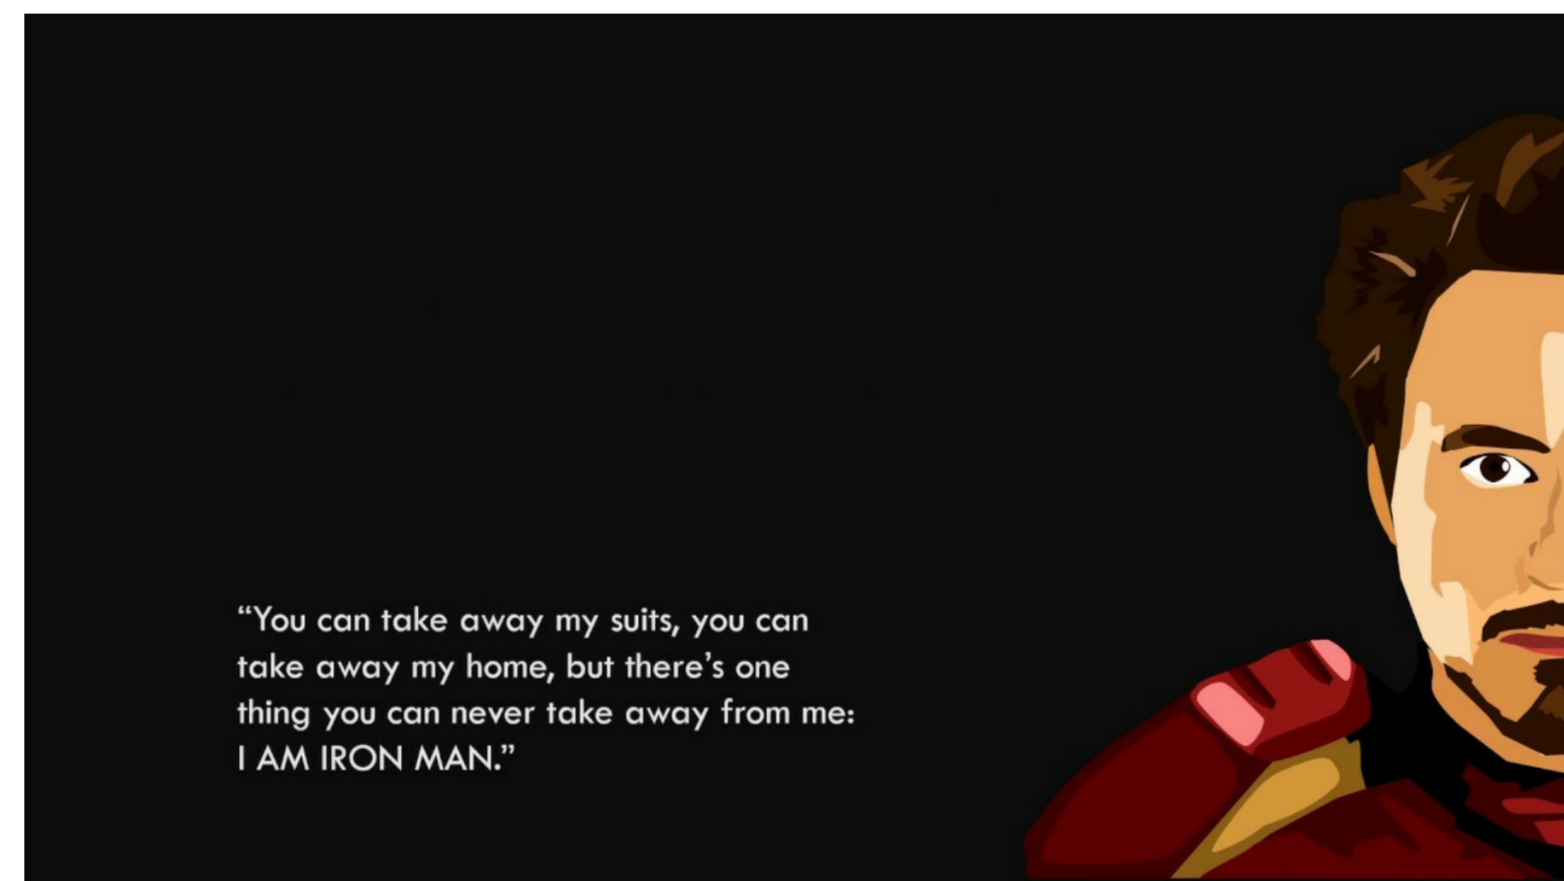 “You can take away my suits, you can
take away my home, but there’s one
thing you can never take away from me:
I AM IRON MAN.”